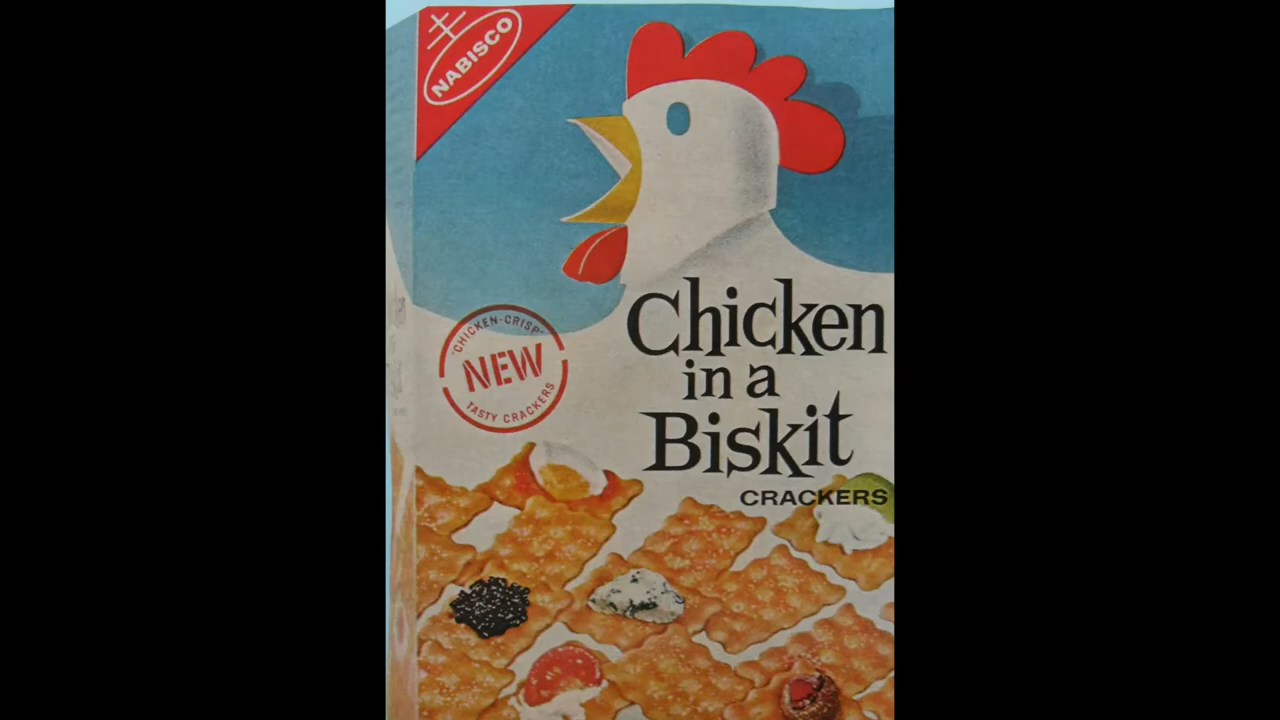 NABISCO
Chicken
in a
Biskit
CRACKERS
"CHICKEN-CRISP"
NEW
TASTY CRACKERS